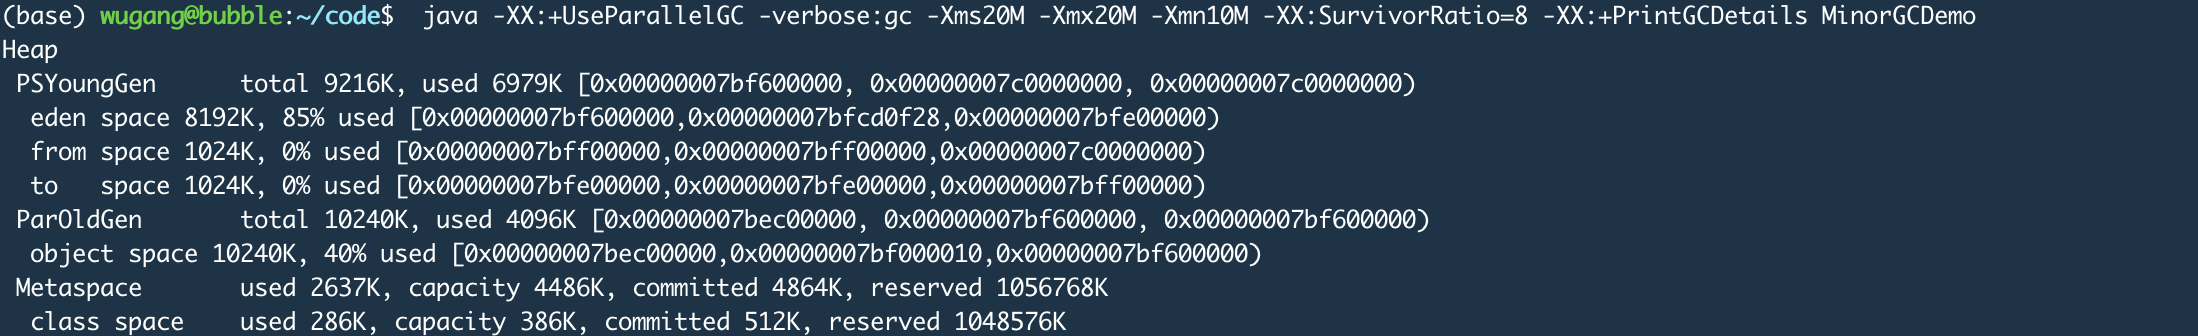 (base) wugang@bubble:~/code$  java -XX:+UseParallelGC -verbose:gc -Xms20M -Xmx20M -Xmn10M -XX:SurvivorRatio=8 -XX:+PrintGCDetails MinorGCDemo
Heap
 PSYoungGen      total 9216K, used 6979K [0x00000007bf600000, 0x00000007c0000000, 0x00000007c0000000)
  eden space 8192K, 85% used [0x00000007bf600000,0x00000007bfcd0f28,0x00000007bfe00000)
  from space 1024K, 0% used [0x00000007bff00000,0x00000007bff00000,0x00000007c0000000)
  to   space 1024K, 0% used [0x00000007bfe00000,0x00000007bfe00000,0x00000007bff00000)
 ParOldGen       total 10240K, used 4096K [0x00000007bec00000, 0x00000007bf600000, 0x00000007bf600000)
  object space 10240K, 40% used [0x00000007bec00000,0x00000007bf000010,0x00000007bf600000)
 Metaspace       used 2637K, capacity 4486K, committed 4864K, reserved 1056768K
  class space    used 286K, capacity 386K, committed 512K, reserved 1048576K